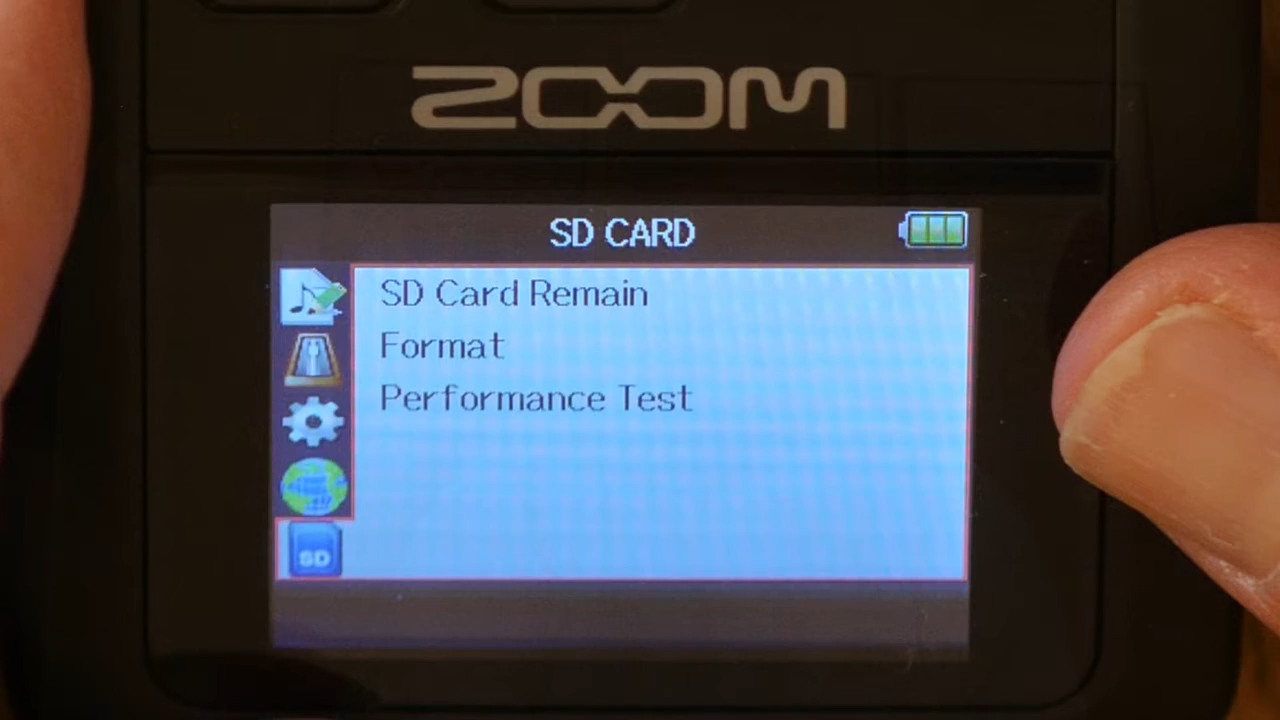 ZOOM
SD CARD
SD Card Remain
Format
Performance Test
SD